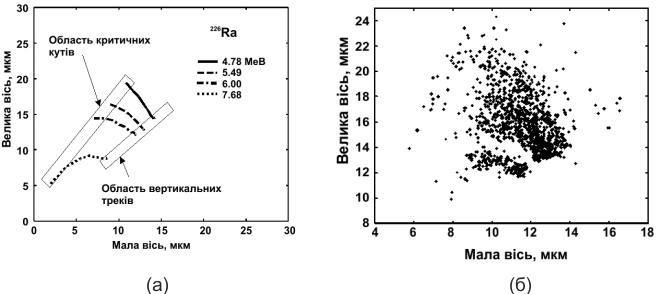 30
25
20
15
10
5
0
0
5
10
15
20
25
30
Велика вісь, мкм
Мала вісь, мкм
Область критичних
кутів
²²⁶Ra
4.78 MeB
5.49
6.00
7.68
Область вертикальних
треків
(а)
24
22
20
18
16
14
12
10
8
4
6
8
10
12
14
16
18
Велика вісь, мкм
Мала вісь, мкм
(б)